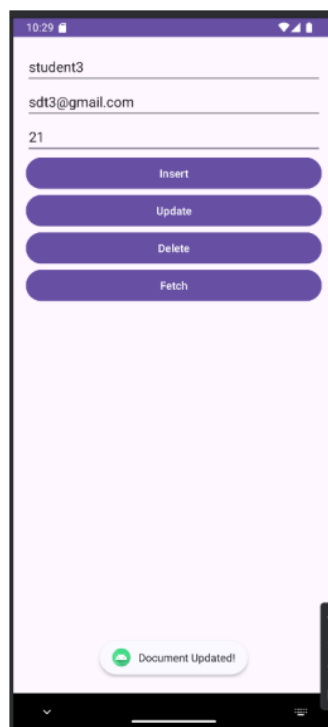 10:29
student3
sdt3@gmail.com
21
Insert
Update
Delete
Fetch
Document Updated!